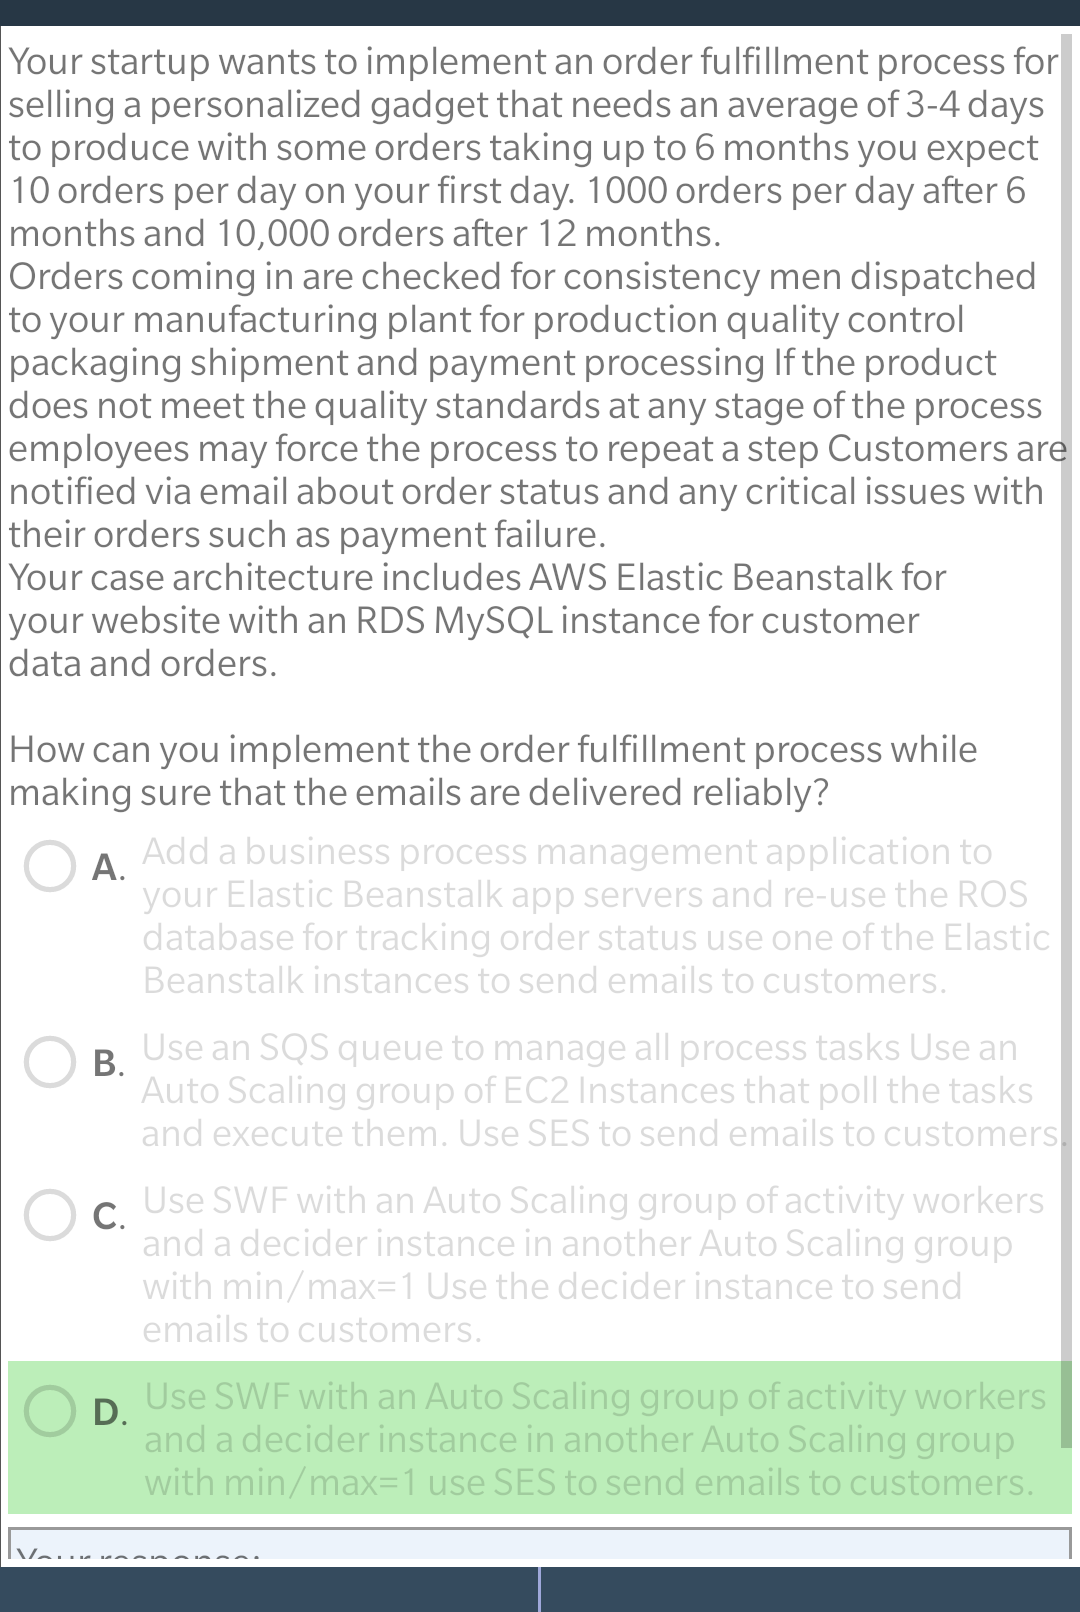 Your startup wants to implement an order fulfillment process for
selling a personalized gadget that needs an average of 3-4 days
to produce with some orders taking up to 6 months you expect
10 orders per day on your first day. 1000 orders per day after 6
months and 10,000 orders after 12 months.
Orders coming in are checked for consistency men dispatched
to your manufacturing plant for production quality control
packaging shipment and payment processing If the product
does not meet the quality standards at any stage of the process
employees may force the process to repeat a step Customers are
notified via email about order status and any critical issues with
their orders such as payment failure.
Your case architecture includes AWS Elastic Beanstalk for
your website with an RDS MySQL instance for customer
data and orders.
How can you implement the order fulfillment process while
making sure that the emails are delivered reliably?
A. Add a business process management application to
your Elastic Beanstalk app servers and re-use the ROS
database for tracking order status use one of the Elastic
Beanstalk instances to send emails to customers.
B. Use an SQS queue to manage all process tasks Use an
Auto Scaling group of EC2 Instances that poll the tasks
and execute them. Use SES to send emails to customers.
C. Use SWF with an Auto Scaling group of activity workers
and a decider instance in another Auto Scaling group
with min/max=1 Use the decider instance to send
emails to customers.
D. Use SWF with an Auto Scaling group of activity workers
and a decider instance in another Auto Scaling group
with min/max=1 use SES to send emails to customers.
Your response: